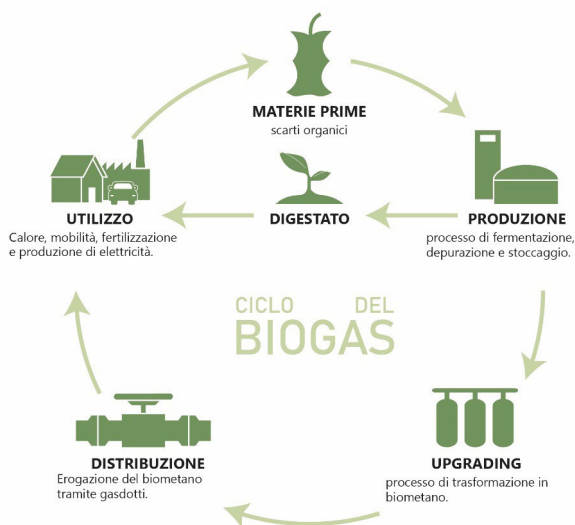 MATERIE PRIME
scarti organici
UTILIZZO
Calore, mobilità, fertilizzazione
e produzione di elettricità.
DIGESTATO
PRODUZIONE
processo di fermentazione,
depurazione e stoccaggio.
CICLO DEL
BIOGAS
DISTRIBUZIONE
Erogazione del biometano
tramite gasdotti.
UPGRADING
processo di trasformazione in
biometano.